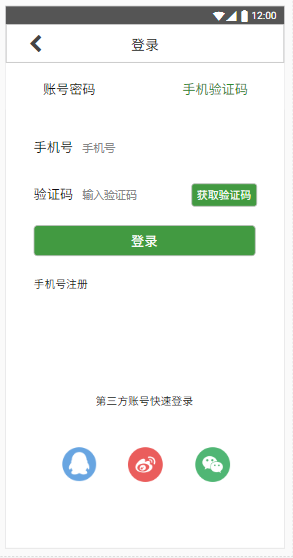 12:00
登录
账号密码 手机验证码
手机号 手机号
验证码 输入验证码 获取验证码
登录
手机号注册
第三方账号快速登录